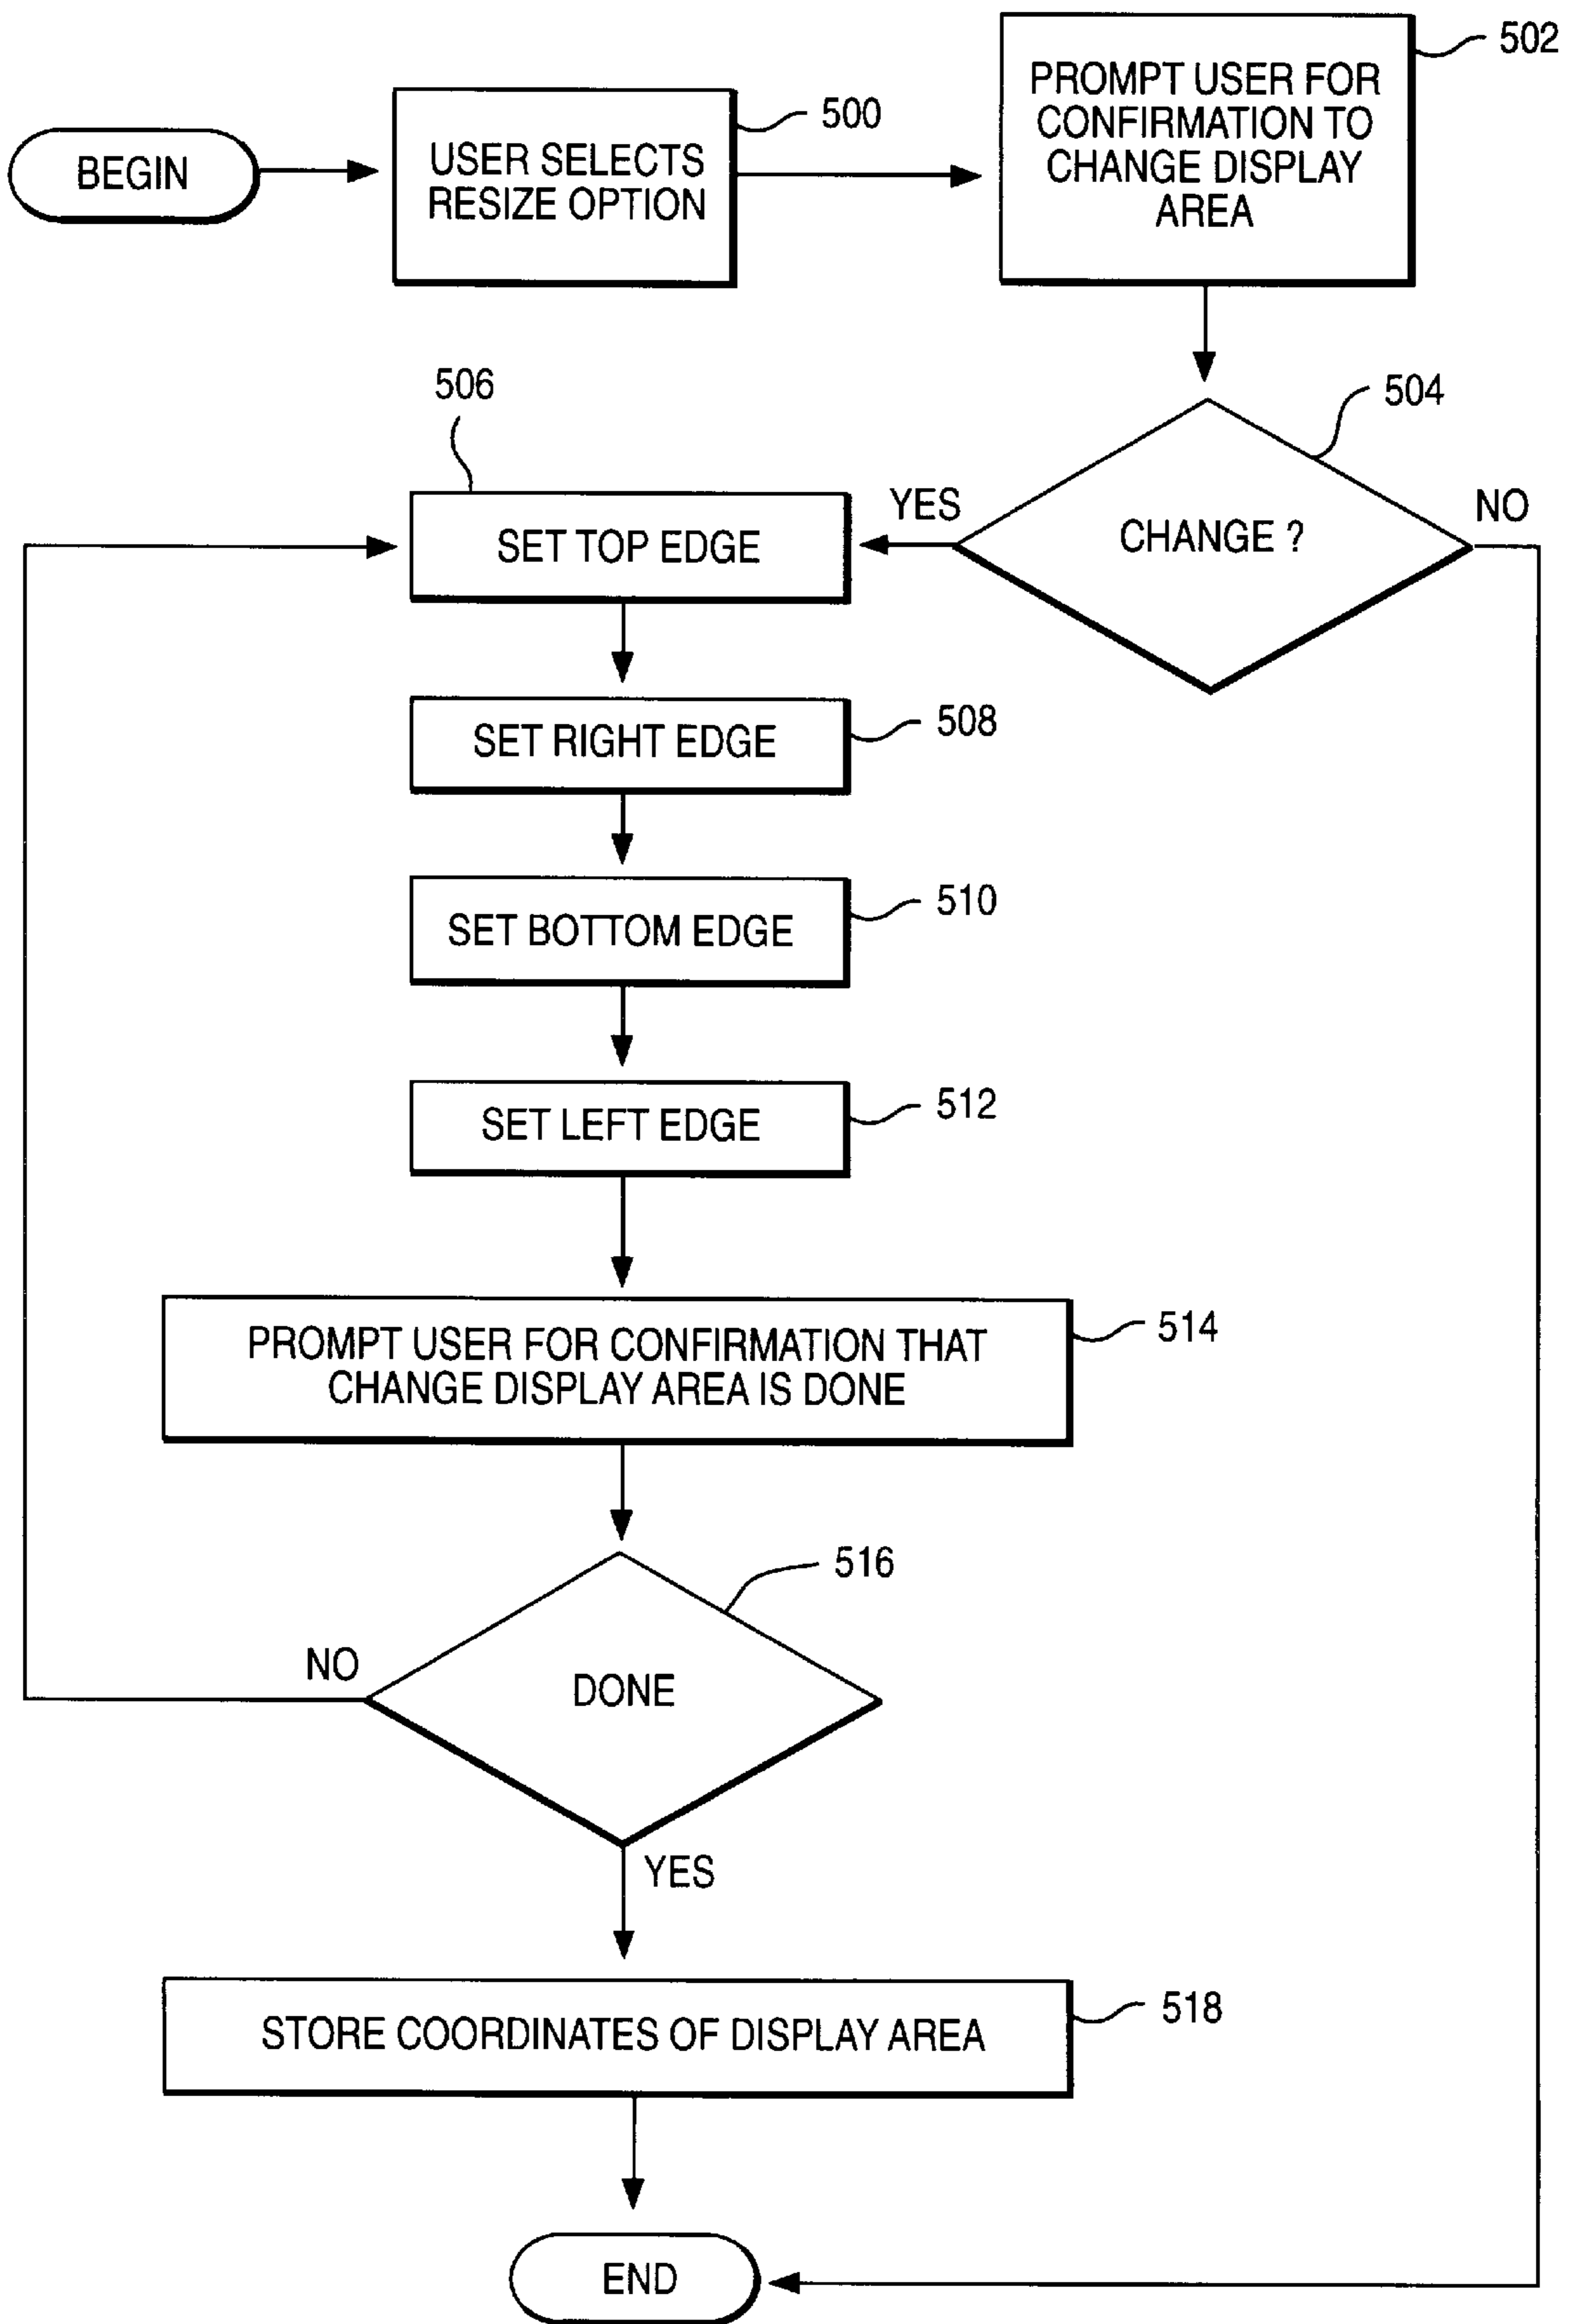 BEGIN
500
USER SELECTS
RESIZE OPTION
502
PROMPT USER FOR
CONFIRMATION TO
CHANGE DISPLAY
AREA
504
CHANGE ?
YES
NO
506
SET TOP EDGE
508
SET RIGHT EDGE
510
SET BOTTOM EDGE
512
SET LEFT EDGE
514
PROMPT USER FOR CONFIRMATION THAT
CHANGE DISPLAY AREA IS DONE
516
DONE
NO
YES
518
STORE COORDINATES OF DISPLAY AREA
END